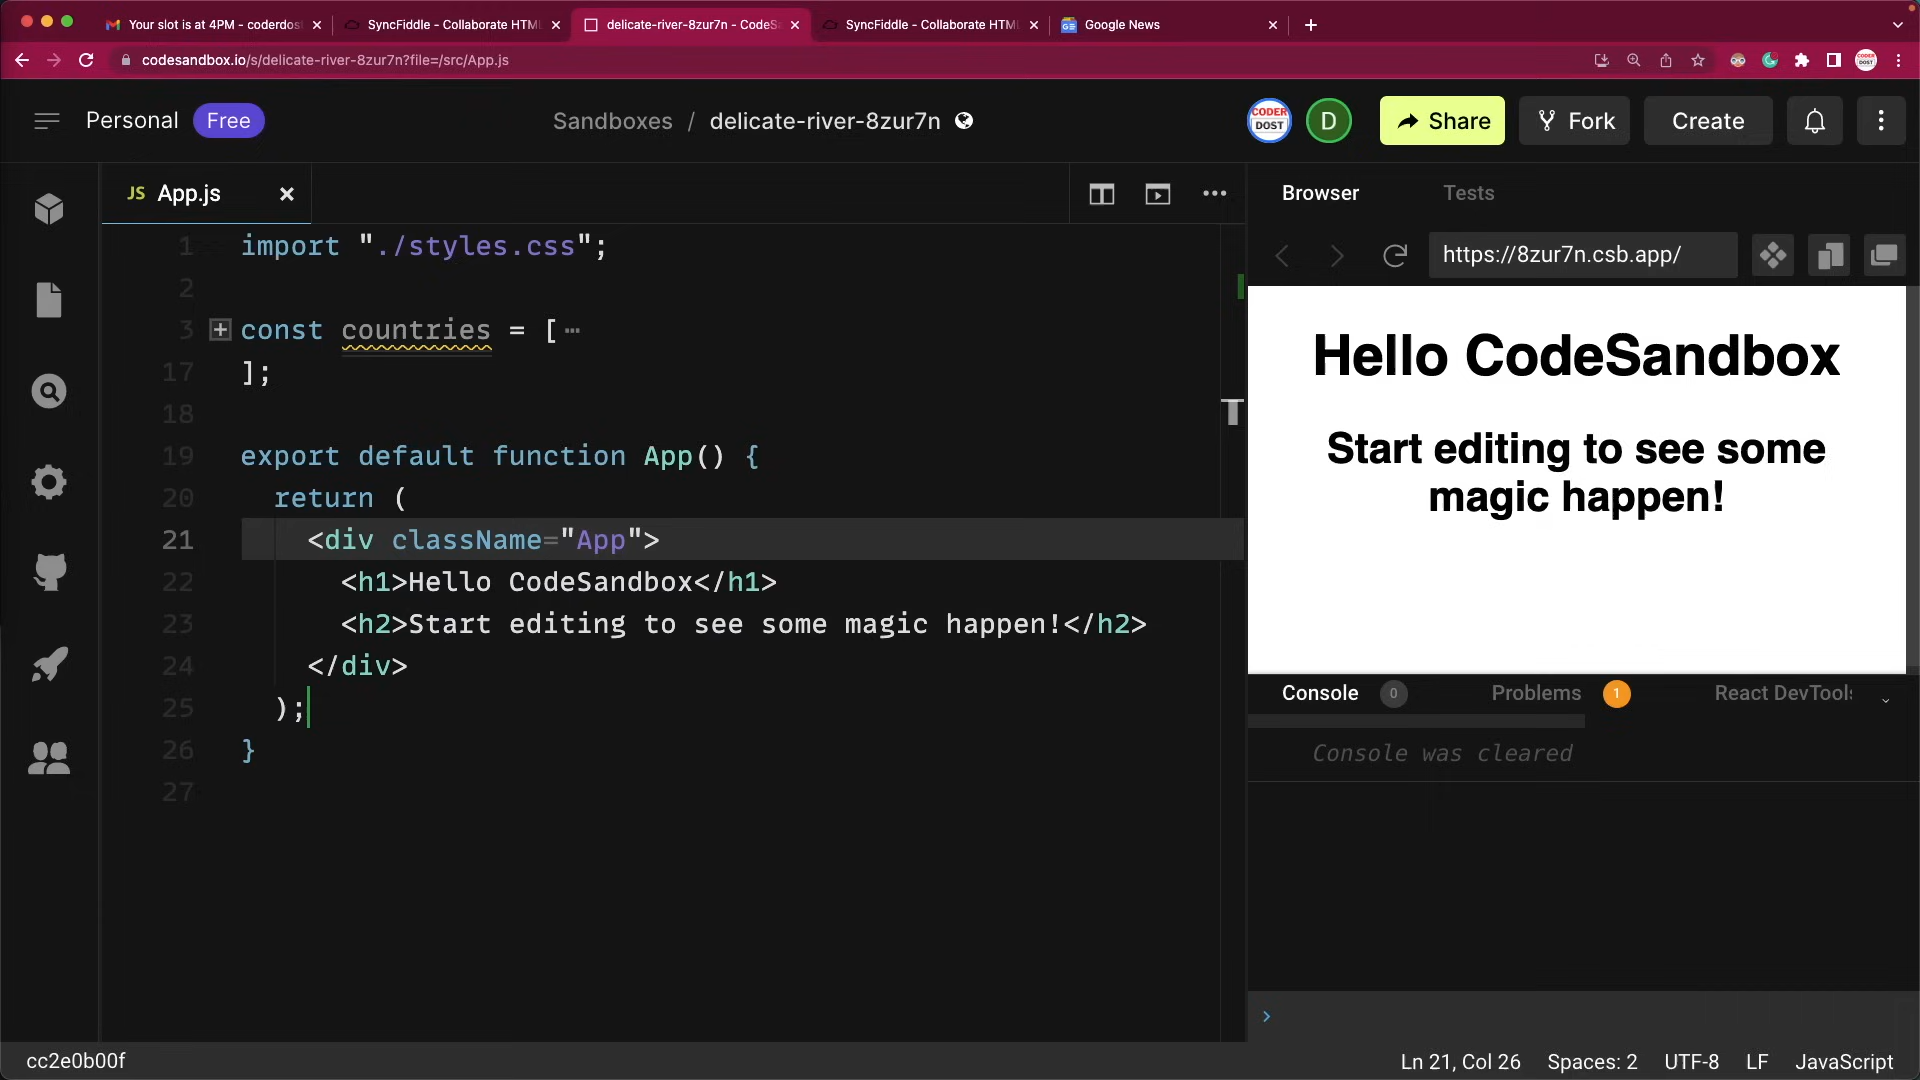 Your slot is at 4PM - coderdos
SyncFiddle - Collaborate HTML
delicate-river-8zur7n - CodeSa
SyncFiddle - Collaborate HTML
Google News
codesandbox.io/s/delicate-river-8zur7n?file=/src/App.js
Personal Free
Sandboxes / delicate-river-8zur7n
CODER DOST
D
Share
Fork
Create
JS App.js
1 import "./styles.css";
2
3 const countries = [
17 ];
18
19 export default function App() {
20 return (
21 <div className="App">
22 <h1>Hello CodeSandbox</h1>
23 <h2>Start editing to see some magic happen!</h2>
24 </div>
25 );
26 }
27
Browser Tests
https://8zur7n.csb.app/
Hello CodeSandbox
Start editing to see some
magic happen!
Console 0 Problems 1 React DevTools
Console was cleared
cc2e0b00f
Ln 21, Col 26 Spaces: 2 UTF-8 LF JavaScript